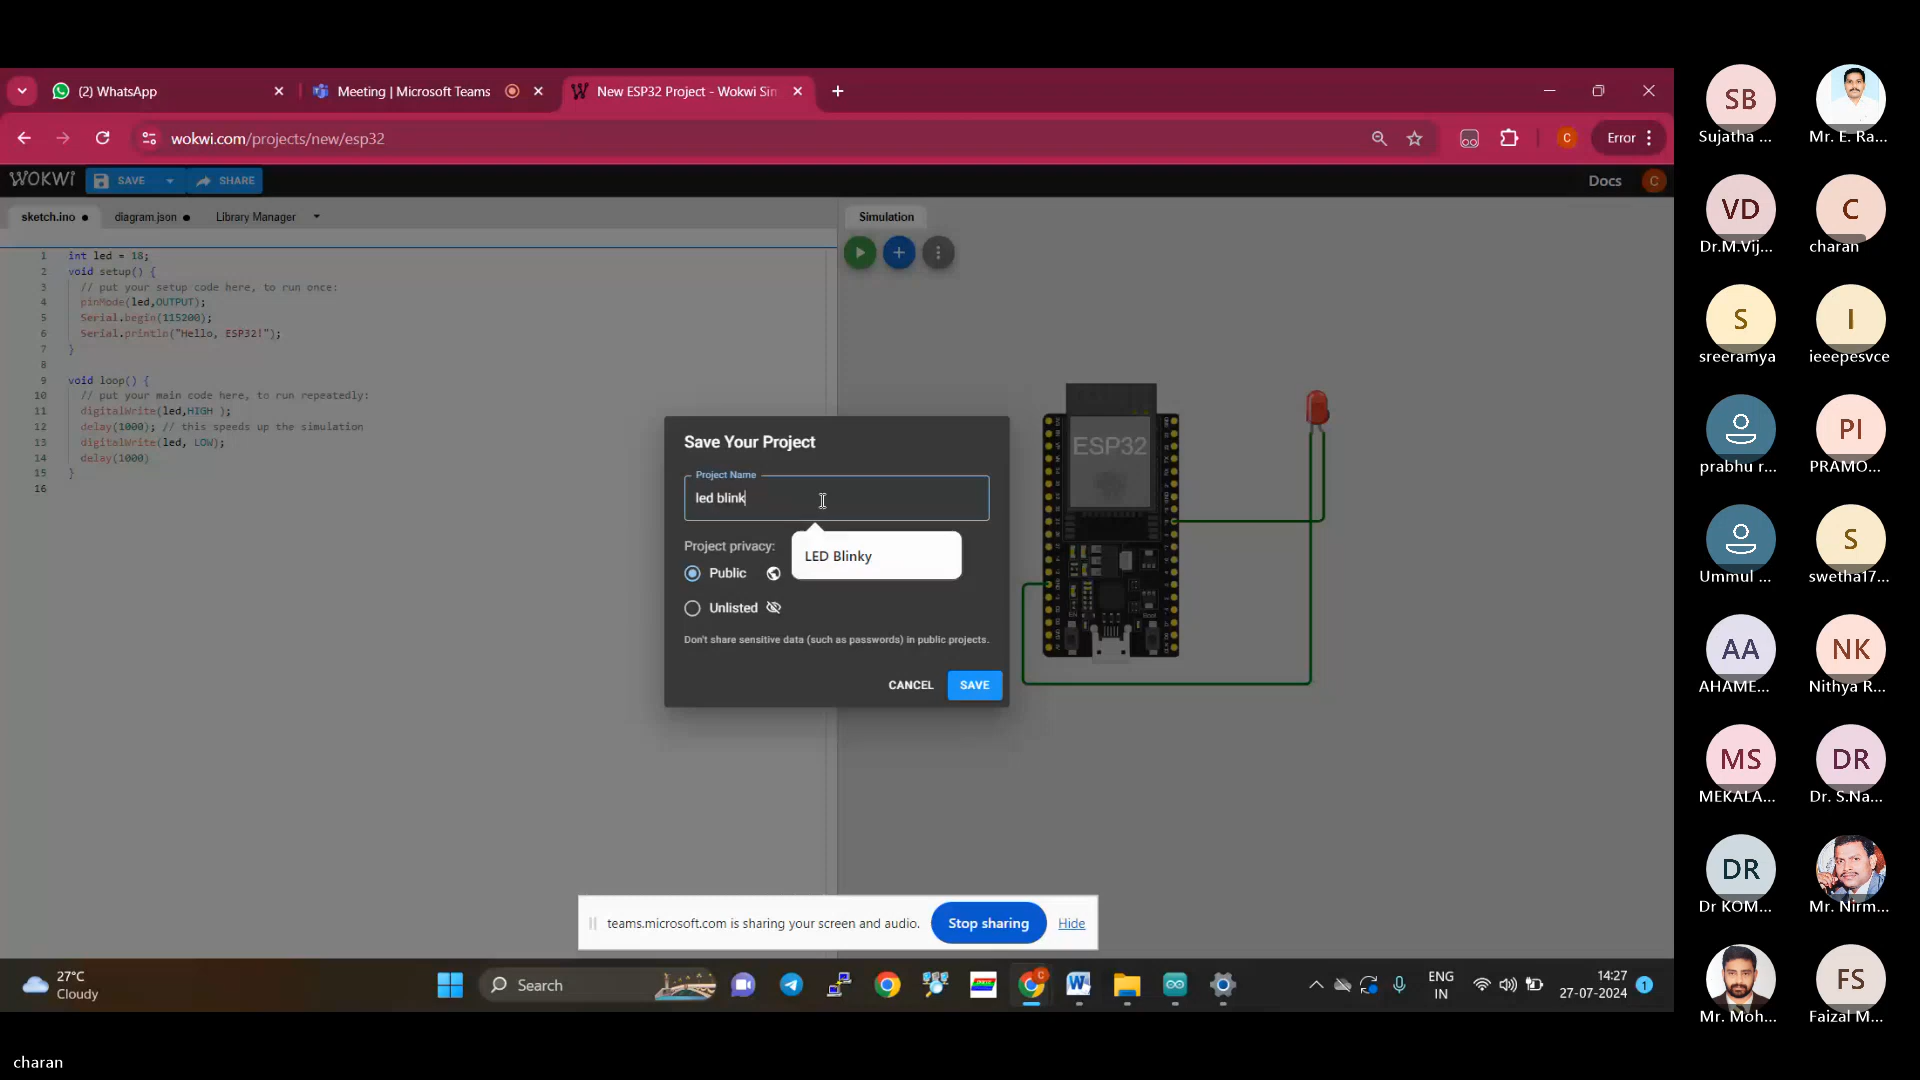 (2) WhatsApp
Meeting | Microsoft Teams
New ESP32 Project - Wokwi Sim
wokwi.com/projects/new/esp32
Error
WOKWI
SAVE
SHARE
Docs
C
sketch.ino
diagram.json
Library Manager
Simulation
1 int led = 18;
2 void setup() {
3 // put your setup code here, to run once:
4 pinMode(led,OUTPUT);
5 Serial.begin(115200);
6 Serial.println("Hello, ESP32!");
7 }
8
9 void loop() {
10 // put your main code here, to run repeatedly:
11 digitalWrite(led,HIGH );
12 delay(1000); // this speeds up the simulation
13 digitalWrite(led, LOW);
14 delay(1000)
15 }
16
ESP32
Save Your Project
Project Name
led blink
LED Blinky
Project privacy:
Public
Unlisted
Don't share sensitive data (such as passwords) in public projects.
CANCEL
SAVE
teams.microsoft.com is sharing your screen and audio.
Stop sharing
Hide
27°C
Cloudy
Search
ENG
IN
14:27
27-07-2024
1
charan
SB
Sujatha ...
Mr. E. Ra...
VD
Dr.M.Vij...
C
charan
S
sreeramya
I
ieeepesvce
prabhu r...
PI
PRAMO...
Ummul ...
S
swetha17...
AA
AHAME...
NK
Nithya R...
MS
MEKALA...
DR
Dr. S.Na...
DR
Dr KOM...
Mr. Nirm...
Mr. Moh...
FS
Faizal M...